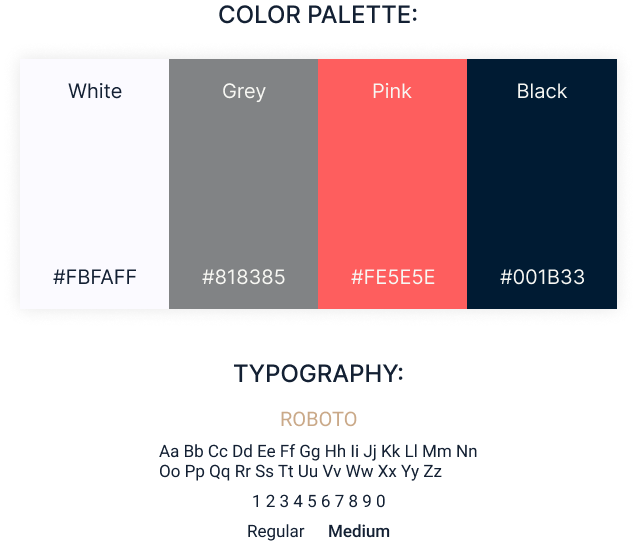 COLOR PALETTE:
White Grey Pink Black
#FBFAFF #818385 #FE5E5E #001B33
TYPOGRAPHY:
ROBOTO
Aa Bb Cc Dd Ee Ff Gg Hh Ii Jj Kk Ll Mm Nn
Oo Pp Qq Rr Ss Tt Uu Vv Ww Xx Yy Zz
1 2 3 4 5 6 7 8 9 0
Regular Medium